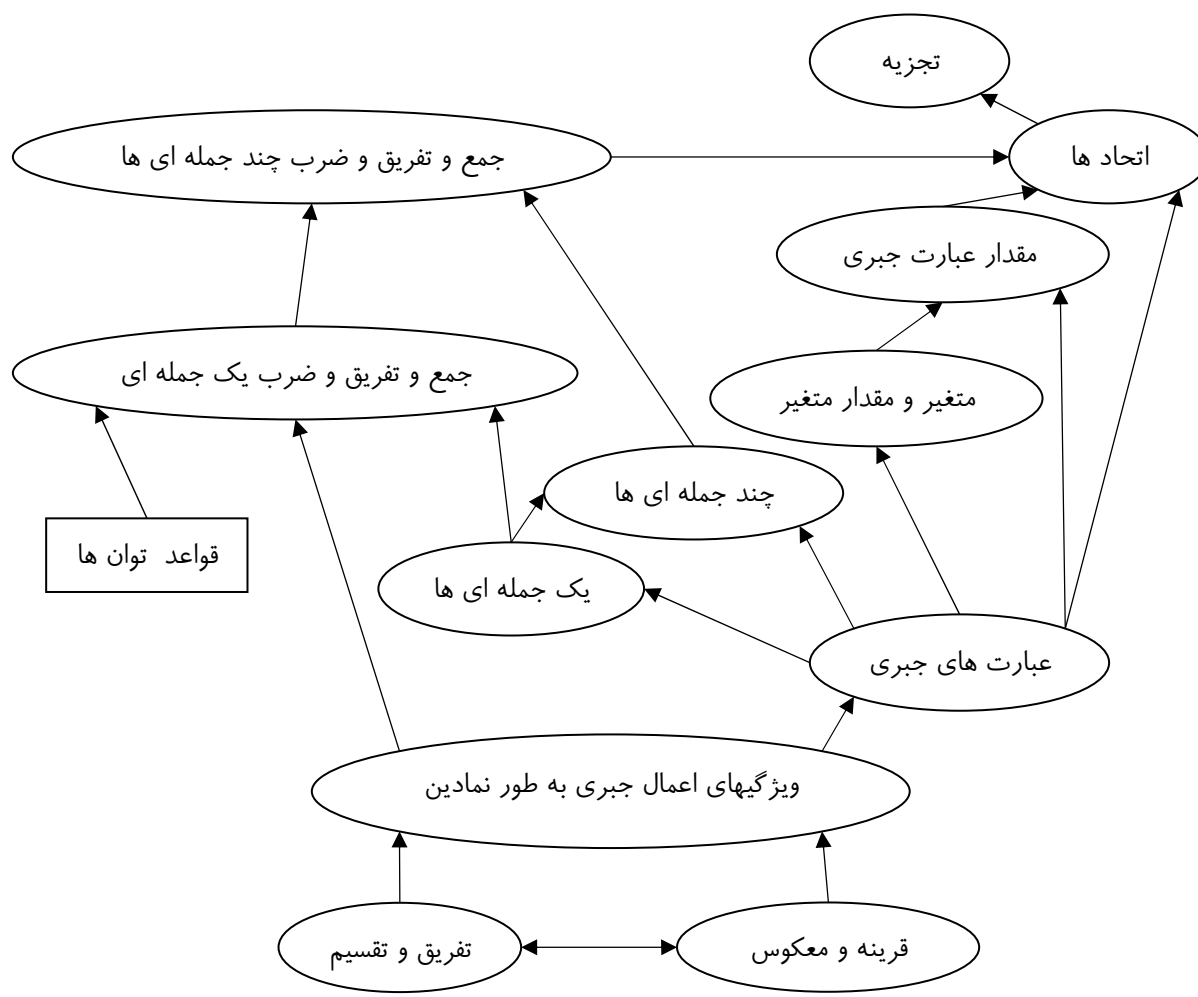 تجزیه
اتحاد ها
جمع و تفریق و ضرب چند جمله ای ها
مقدار عبارت جبری
جمع و تفریق و ضرب یک جمله ای
متغیر و مقدار متغیر
چند جمله ای ها
قواعد توان ها
یک جمله ای ها
عبارت های جبری
ویژگیهای اعمال جبری به طور نمادین
قرینه و معکوس
تفریق و تقسیم